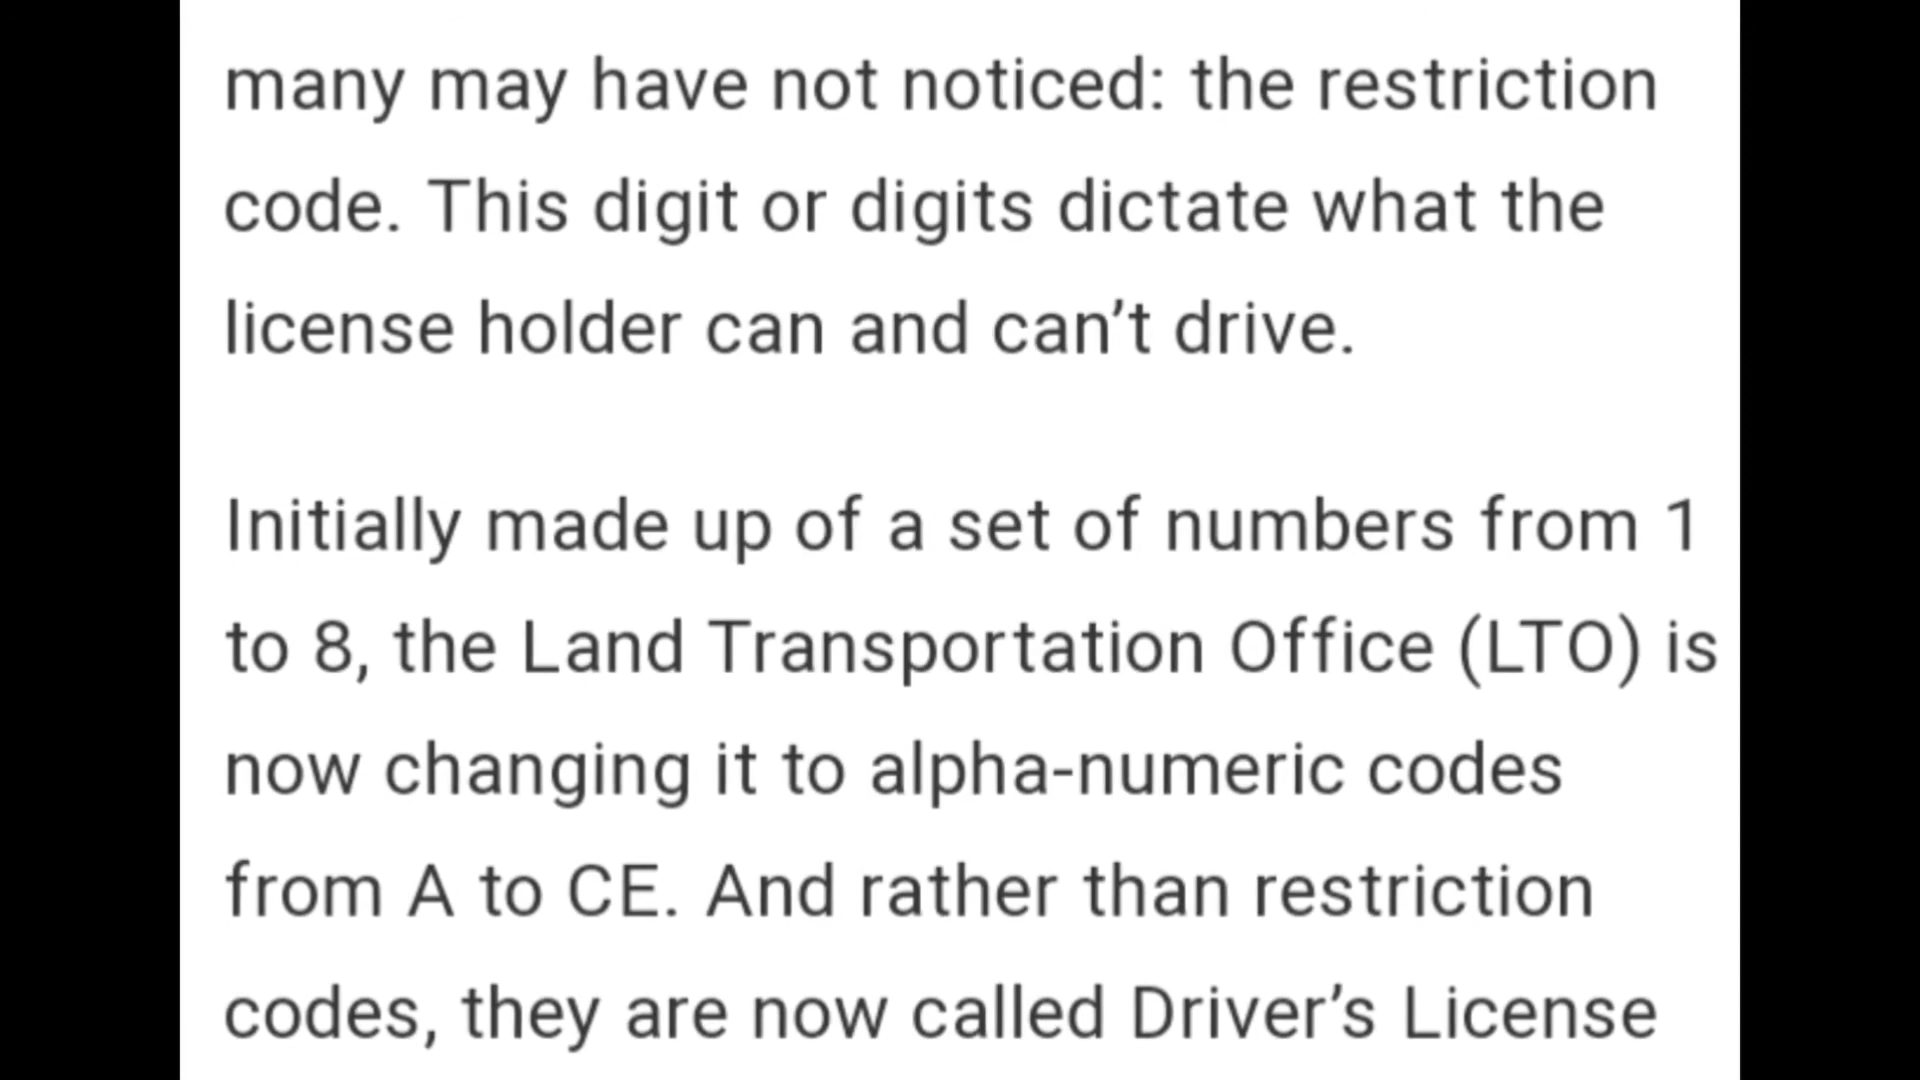 many may have not noticed: the restriction
code. This digit or digits dictate what the
license holder can and can’t drive.
Initially made up of a set of numbers from 1
to 8, the Land Transportation Office (LTO) is
now changing it to alpha-numeric codes
from A to CE. And rather than restriction
codes, they are now called Driver’s License